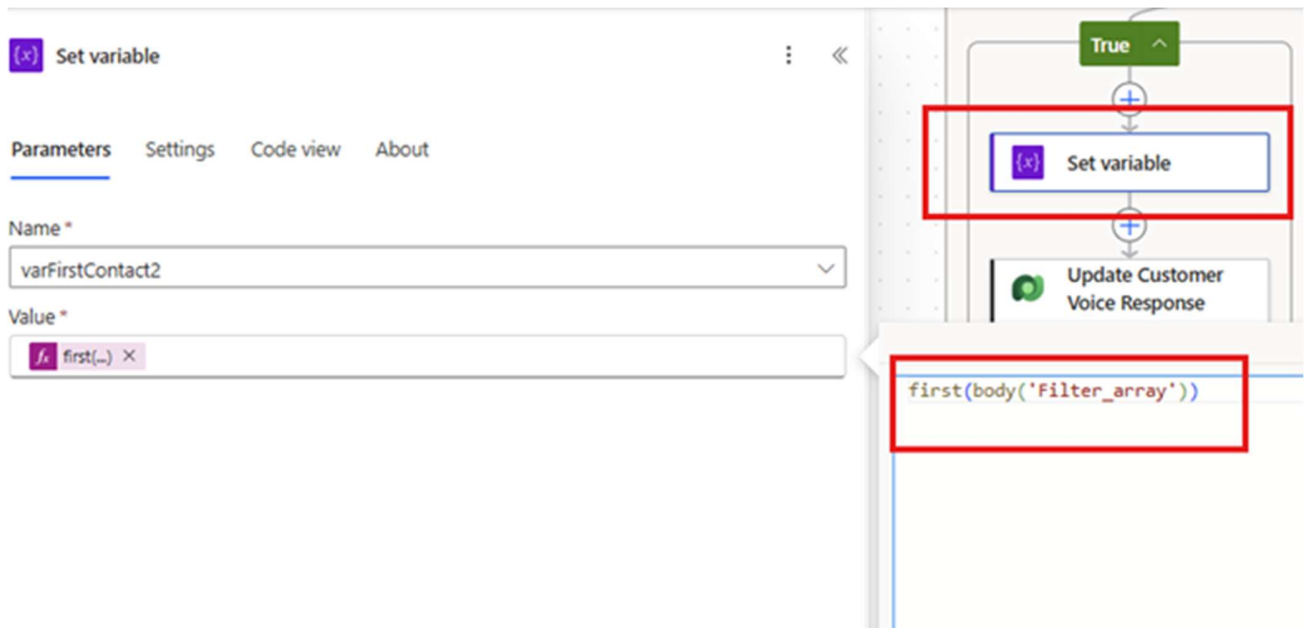 {x} Set variable
Parameters Settings Code view About
Name *
varFirstContact2
Value *
fx first(...) ×
True
{x} Set variable
Update Customer
Voice Response
first(body('Filter_array'))